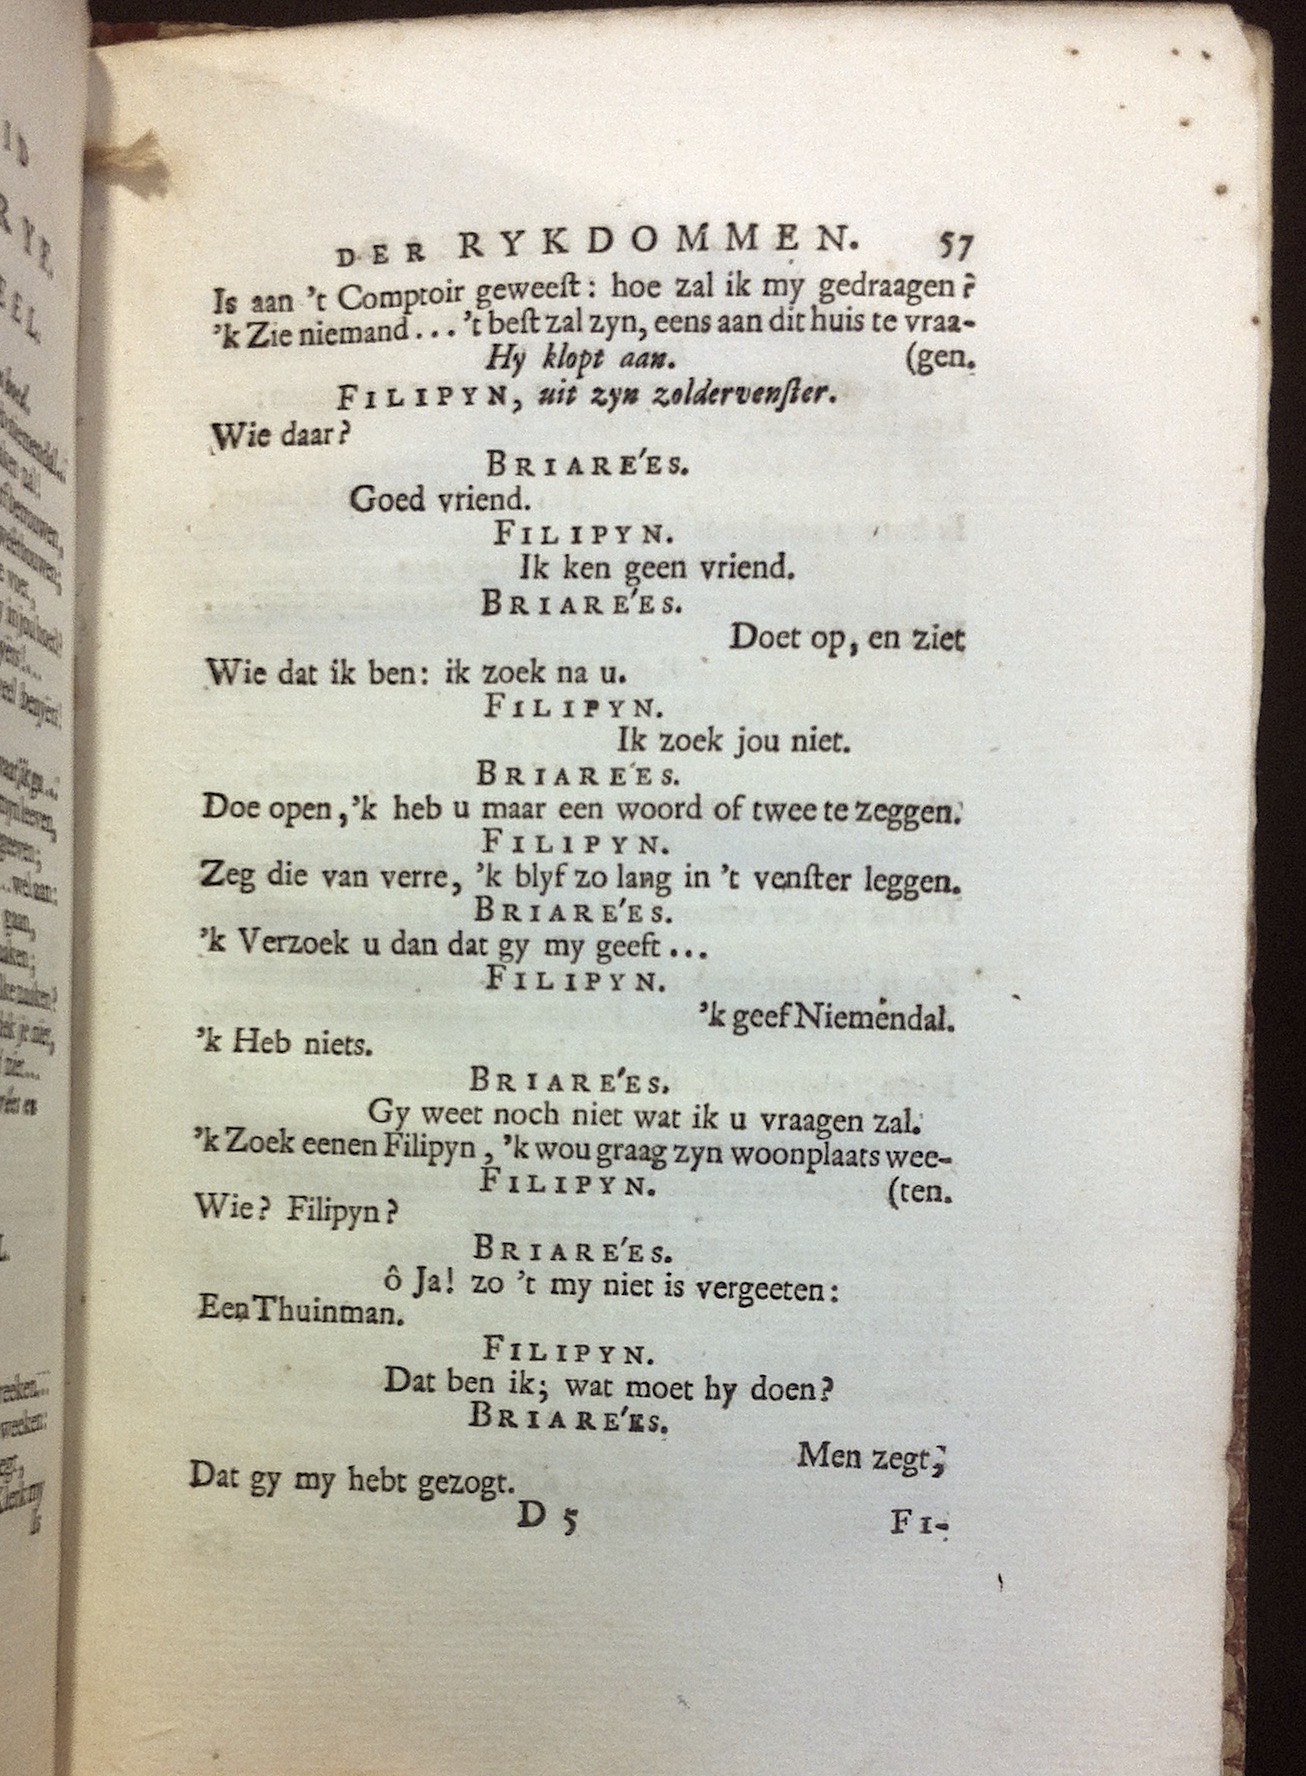 DER RYKDOMMEN. 57
Is aan 't Comptoir geweeſt: hoe zal ik my gedraagen?
'k Zie niemand... 't beſt zal zyn, eens aan dit huis te vraa-
Hy klopt aan. (gen.
FILIPYN, uit zyn zoldervenſter.
Wie daar?
BRIARE'ES.
Goed vriend.
FILIPYN.
Ik ken geen vriend.
BRIARE'ES.
Doet op, en ziet
Wie dat ik ben: ik zoek na u.
FILIPYN.
Ik zoek jou niet.
BRIARE'ES.
Doe open, 'k heb u maar een woord of twee te zeggen.
FILIPYN.
Zeg die van verre, 'k blyf zo lang in 't venſter leggen.
BRIARE'ES.
'k Verzoek u dan dat gy my geeft...
FILIPYN.
'k geef Niemendal.
'k Heb niets.
BRIARE'ES.
Gy weet noch niet wat ik u vraagen zal.
'k Zoek eenen Filipyn, 'k wou graag zyn woonplaats wee-
FILIPYN. (ten.
Wie? Filipyn?
BRIARE'ES.
ô Ja! zo 't my niet is vergeeten:
Een Thuinman.
FILIPYN.
Dat ben ik; wat moet hy doen?
BRIARE'ES.
Men zegt,
Dat gy my hebt gezogt.
D 5 FI-